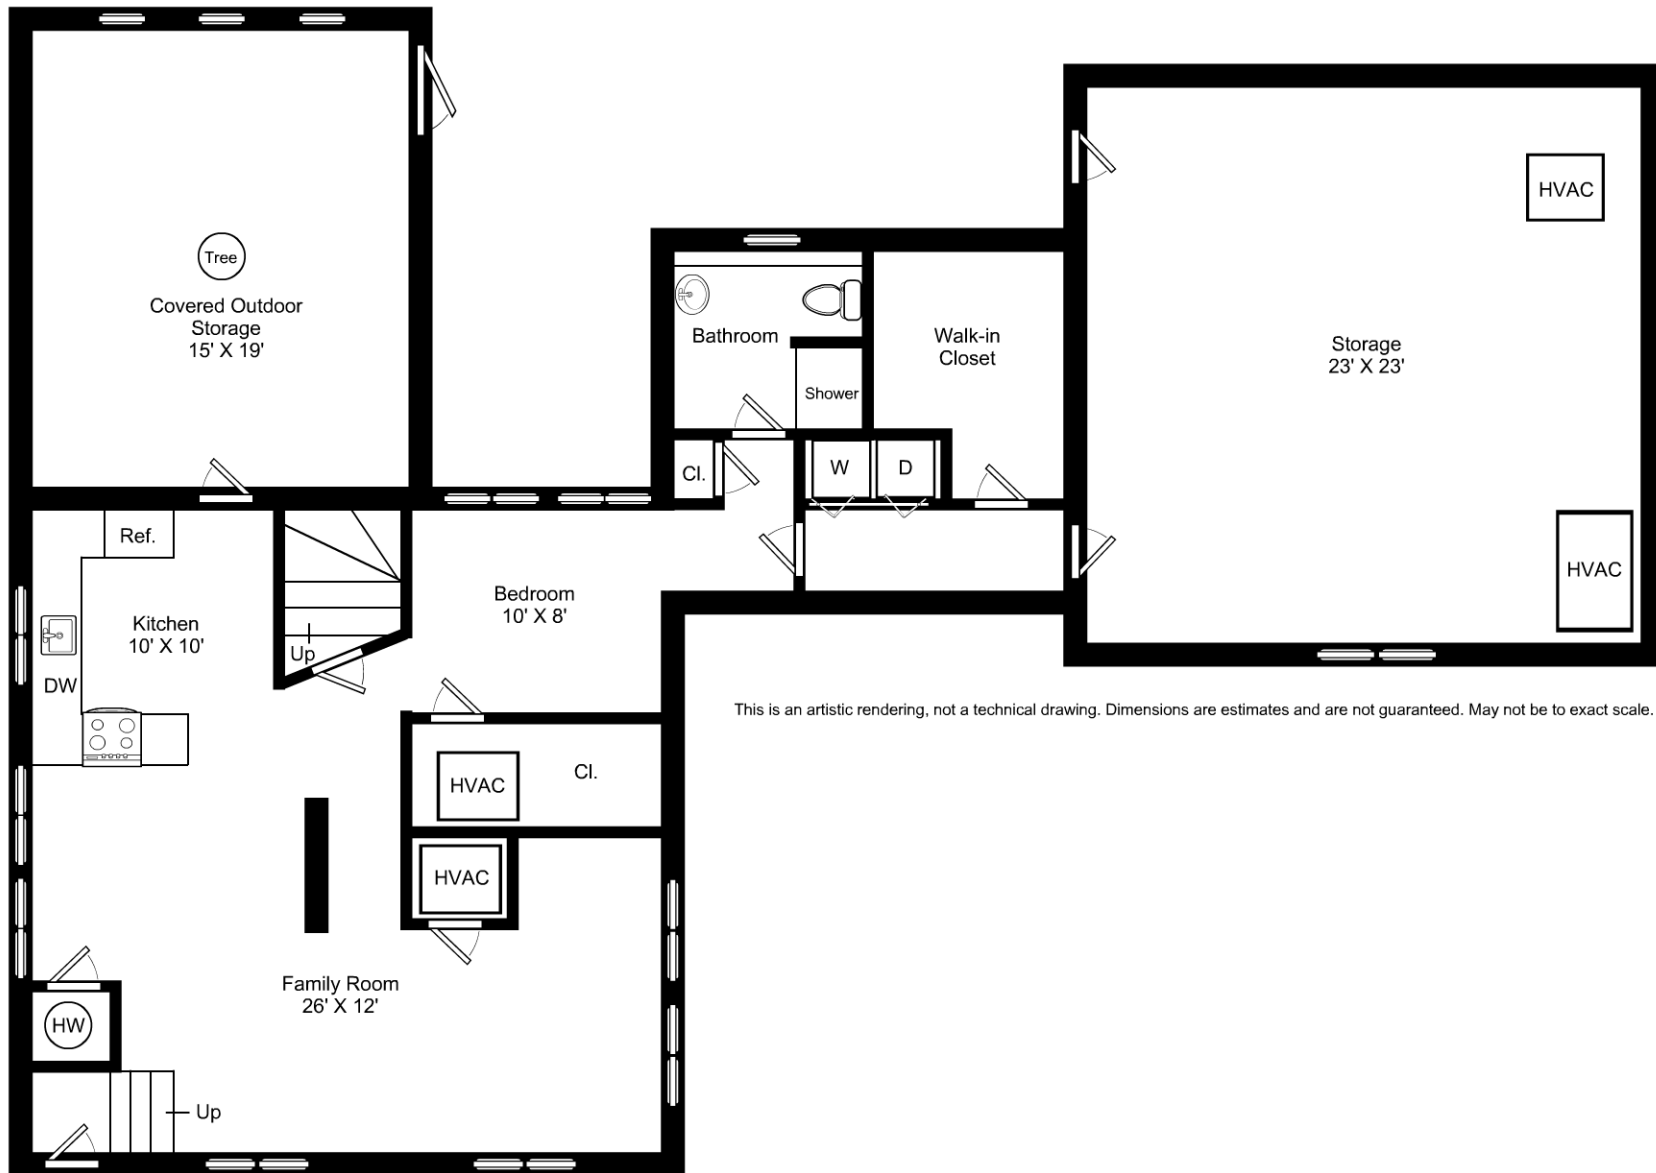 Tree
Covered Outdoor
Storage
15' X 19'
HVAC
Bathroom
Walk-in
Closet
Storage
23' X 23'
Shower
Cl.
W
D
Ref.
Kitchen
10' X 10'
Up
DW
Bedroom
10' X 8'
HVAC
This is an artistic rendering, not a technical drawing. Dimensions are estimates and are not guaranteed. May not be to exact scale.
HVAC
Cl.
HVAC
Family Room
26' X 12'
HW
Up